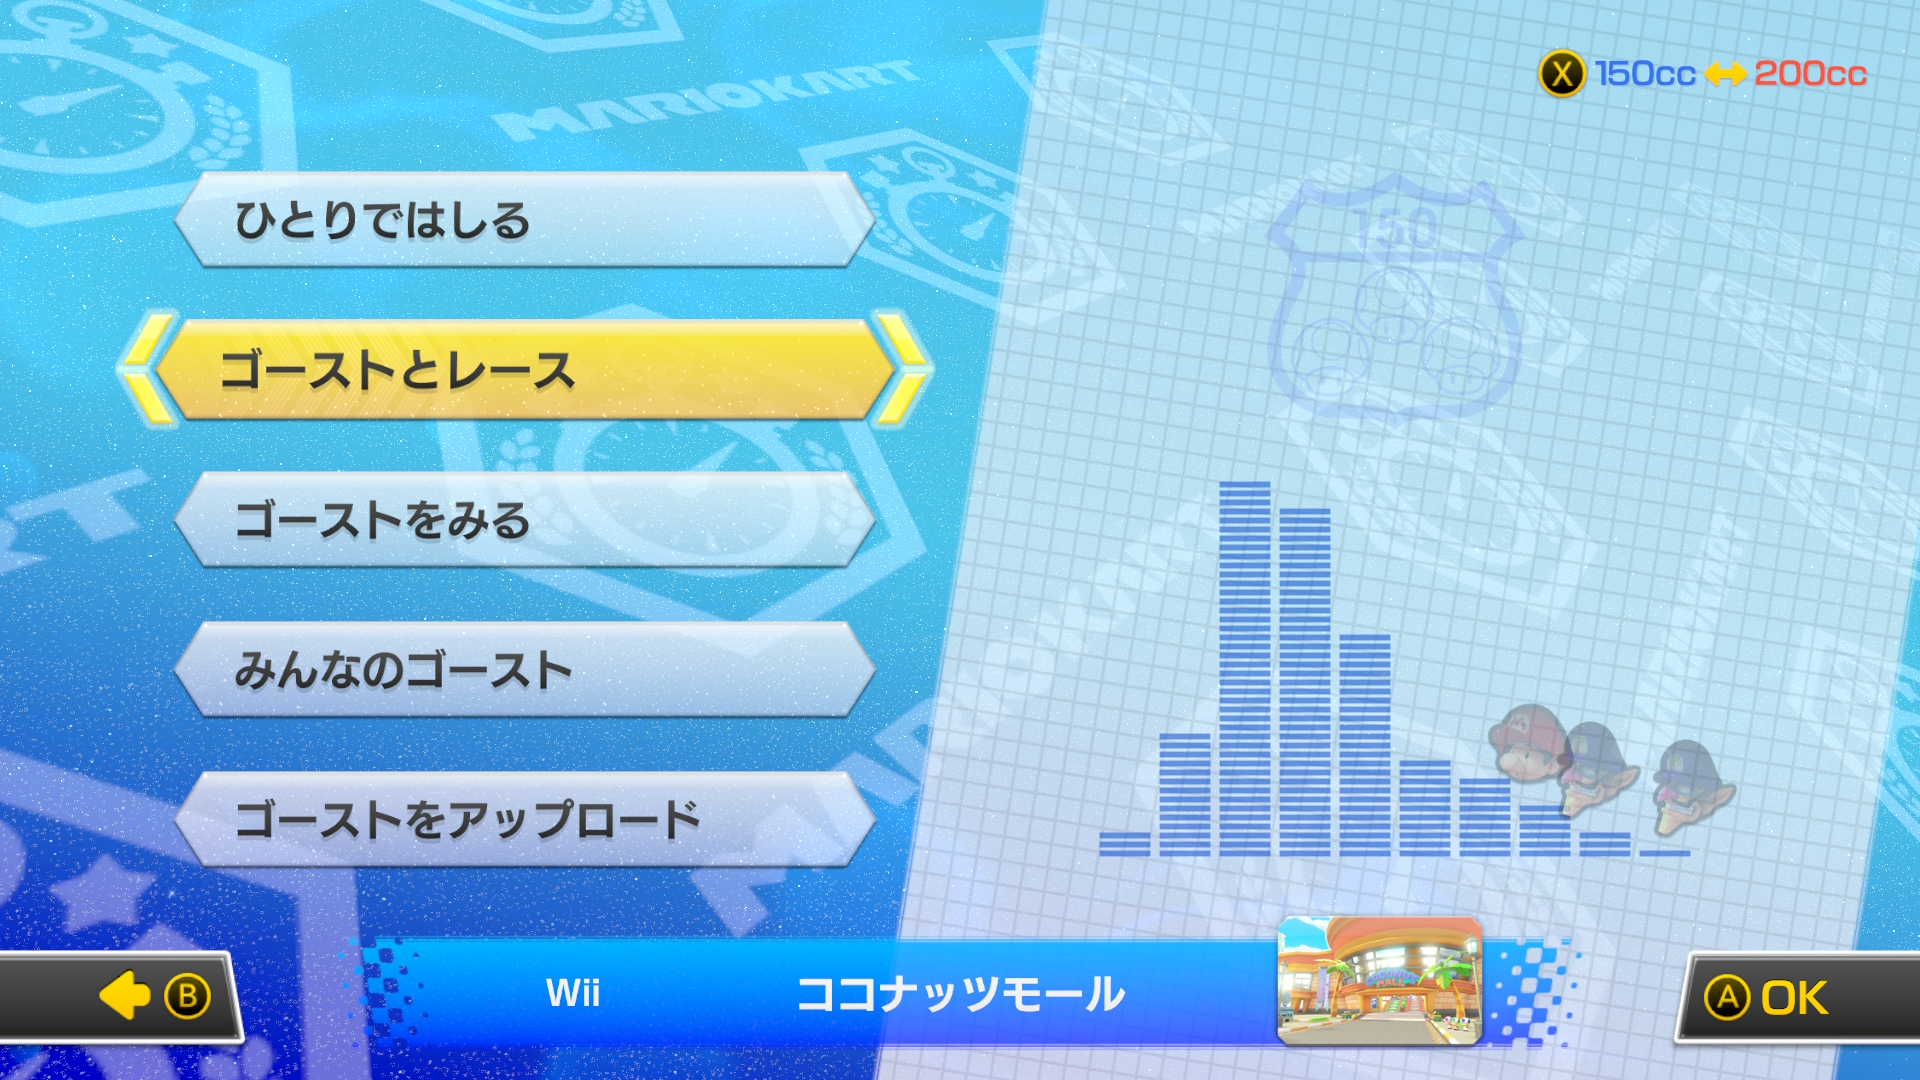 MARIOKART
X 150cc 200cc
150
ひとりではしる
ゴーストとレース
ゴーストをみる
みんなのゴースト
ゴーストをアップロード
B
Wii ココナッツモール
A OK